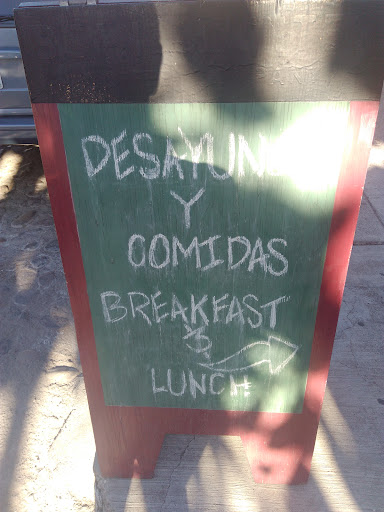 DESAYUN
Y
COMIDAS
BREAKFAST
&
LUNCH